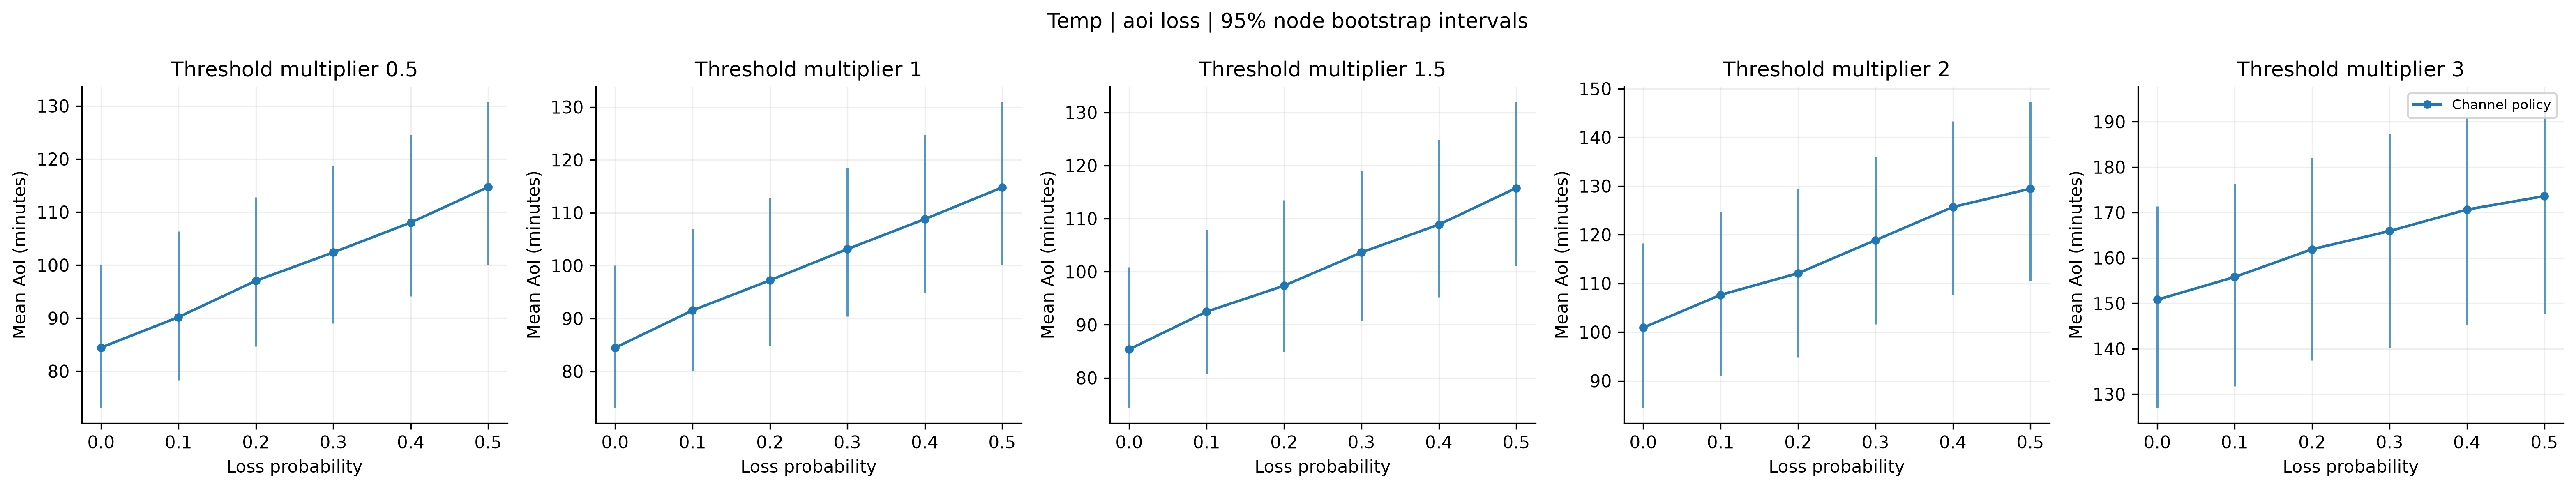 Temp | aoi loss | 95% node bootstrap intervals
Threshold multiplier 0.5
Mean AoI (minutes)
130
120
110
100
90
80
0.0 0.1 0.2 0.3 0.4 0.5
Loss probability
Threshold multiplier 1
Mean AoI (minutes)
130
120
110
100
90
80
0.0 0.1 0.2 0.3 0.4 0.5
Loss probability
Threshold multiplier 1.5
Mean AoI (minutes)
130
120
110
100
90
80
0.0 0.1 0.2 0.3 0.4 0.5
Loss probability
Threshold multiplier 2
Mean AoI (minutes)
150
140
130
120
110
100
90
0.0 0.1 0.2 0.3 0.4 0.5
Loss probability
Threshold multiplier 3
Channel policy
Mean AoI (minutes)
190
180
170
160
150
140
130
0.0 0.1 0.2 0.3 0.4 0.5
Loss probability